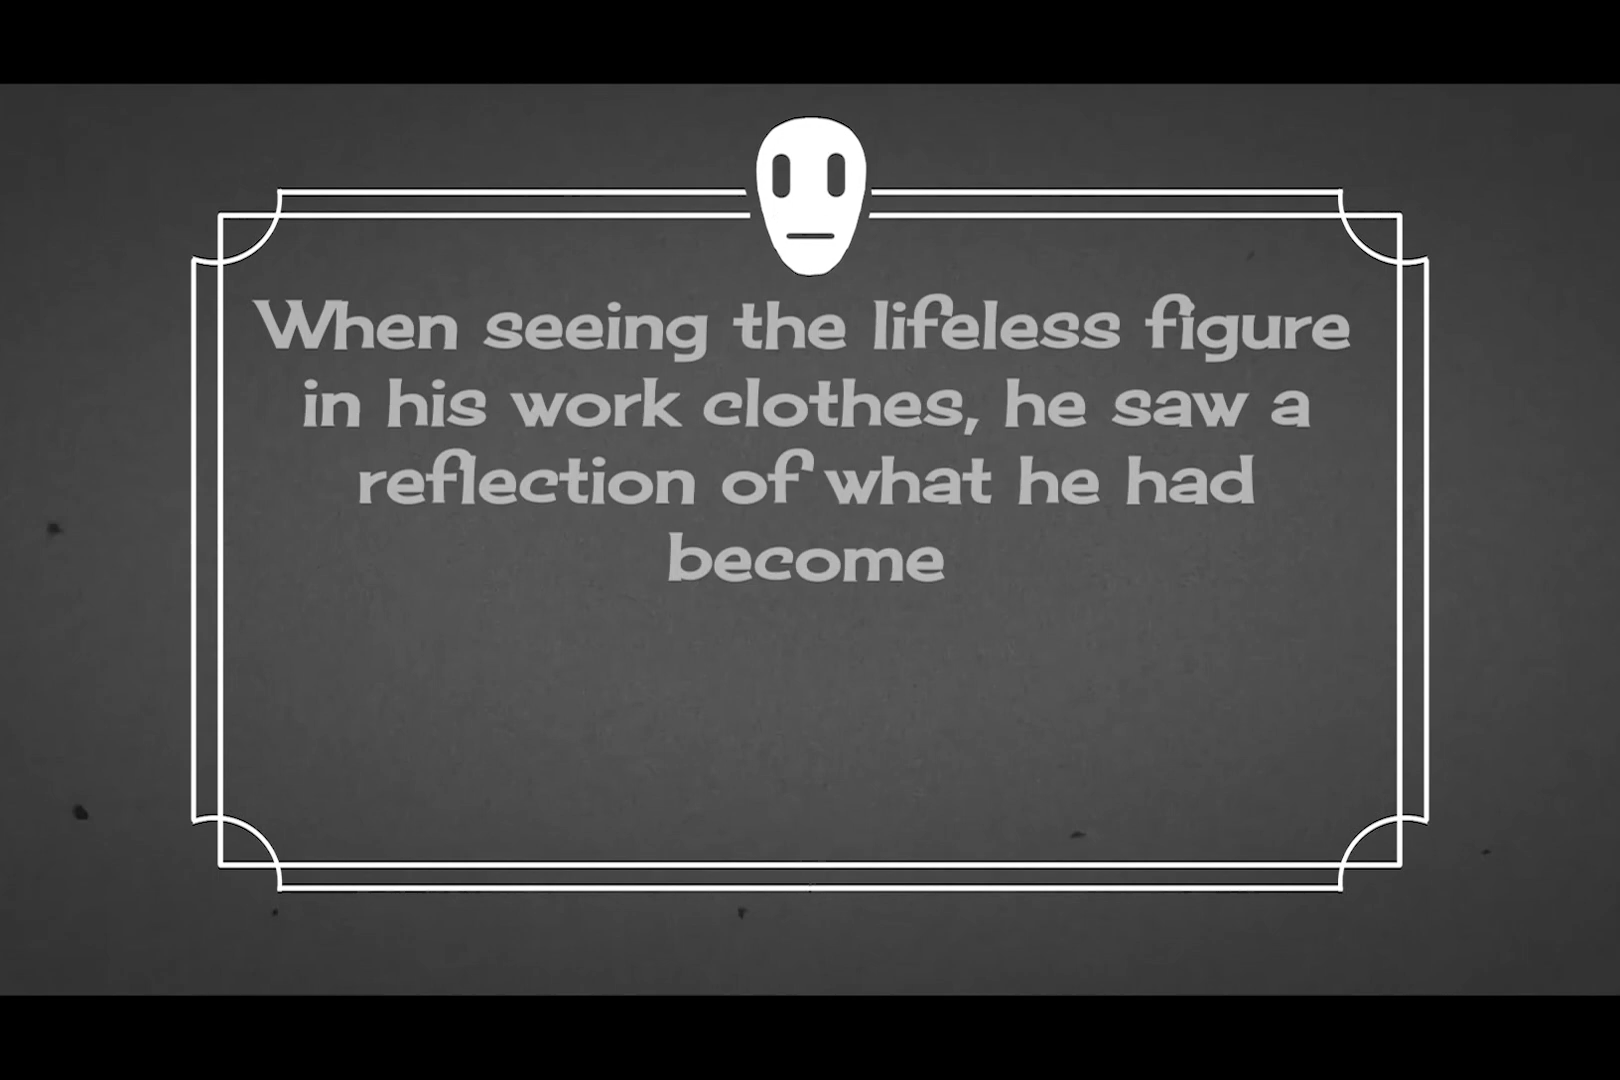 When seeing the lifeless figure
in his work clothes, he saw a
reflection of what he had
become